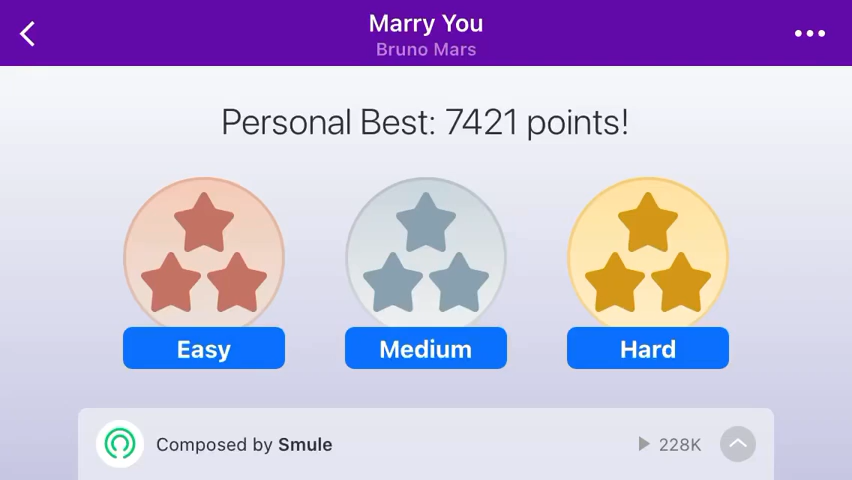 Marry You
Bruno Mars
Personal Best: 7421 points!
Easy Medium Hard
Composed by Smule 228K